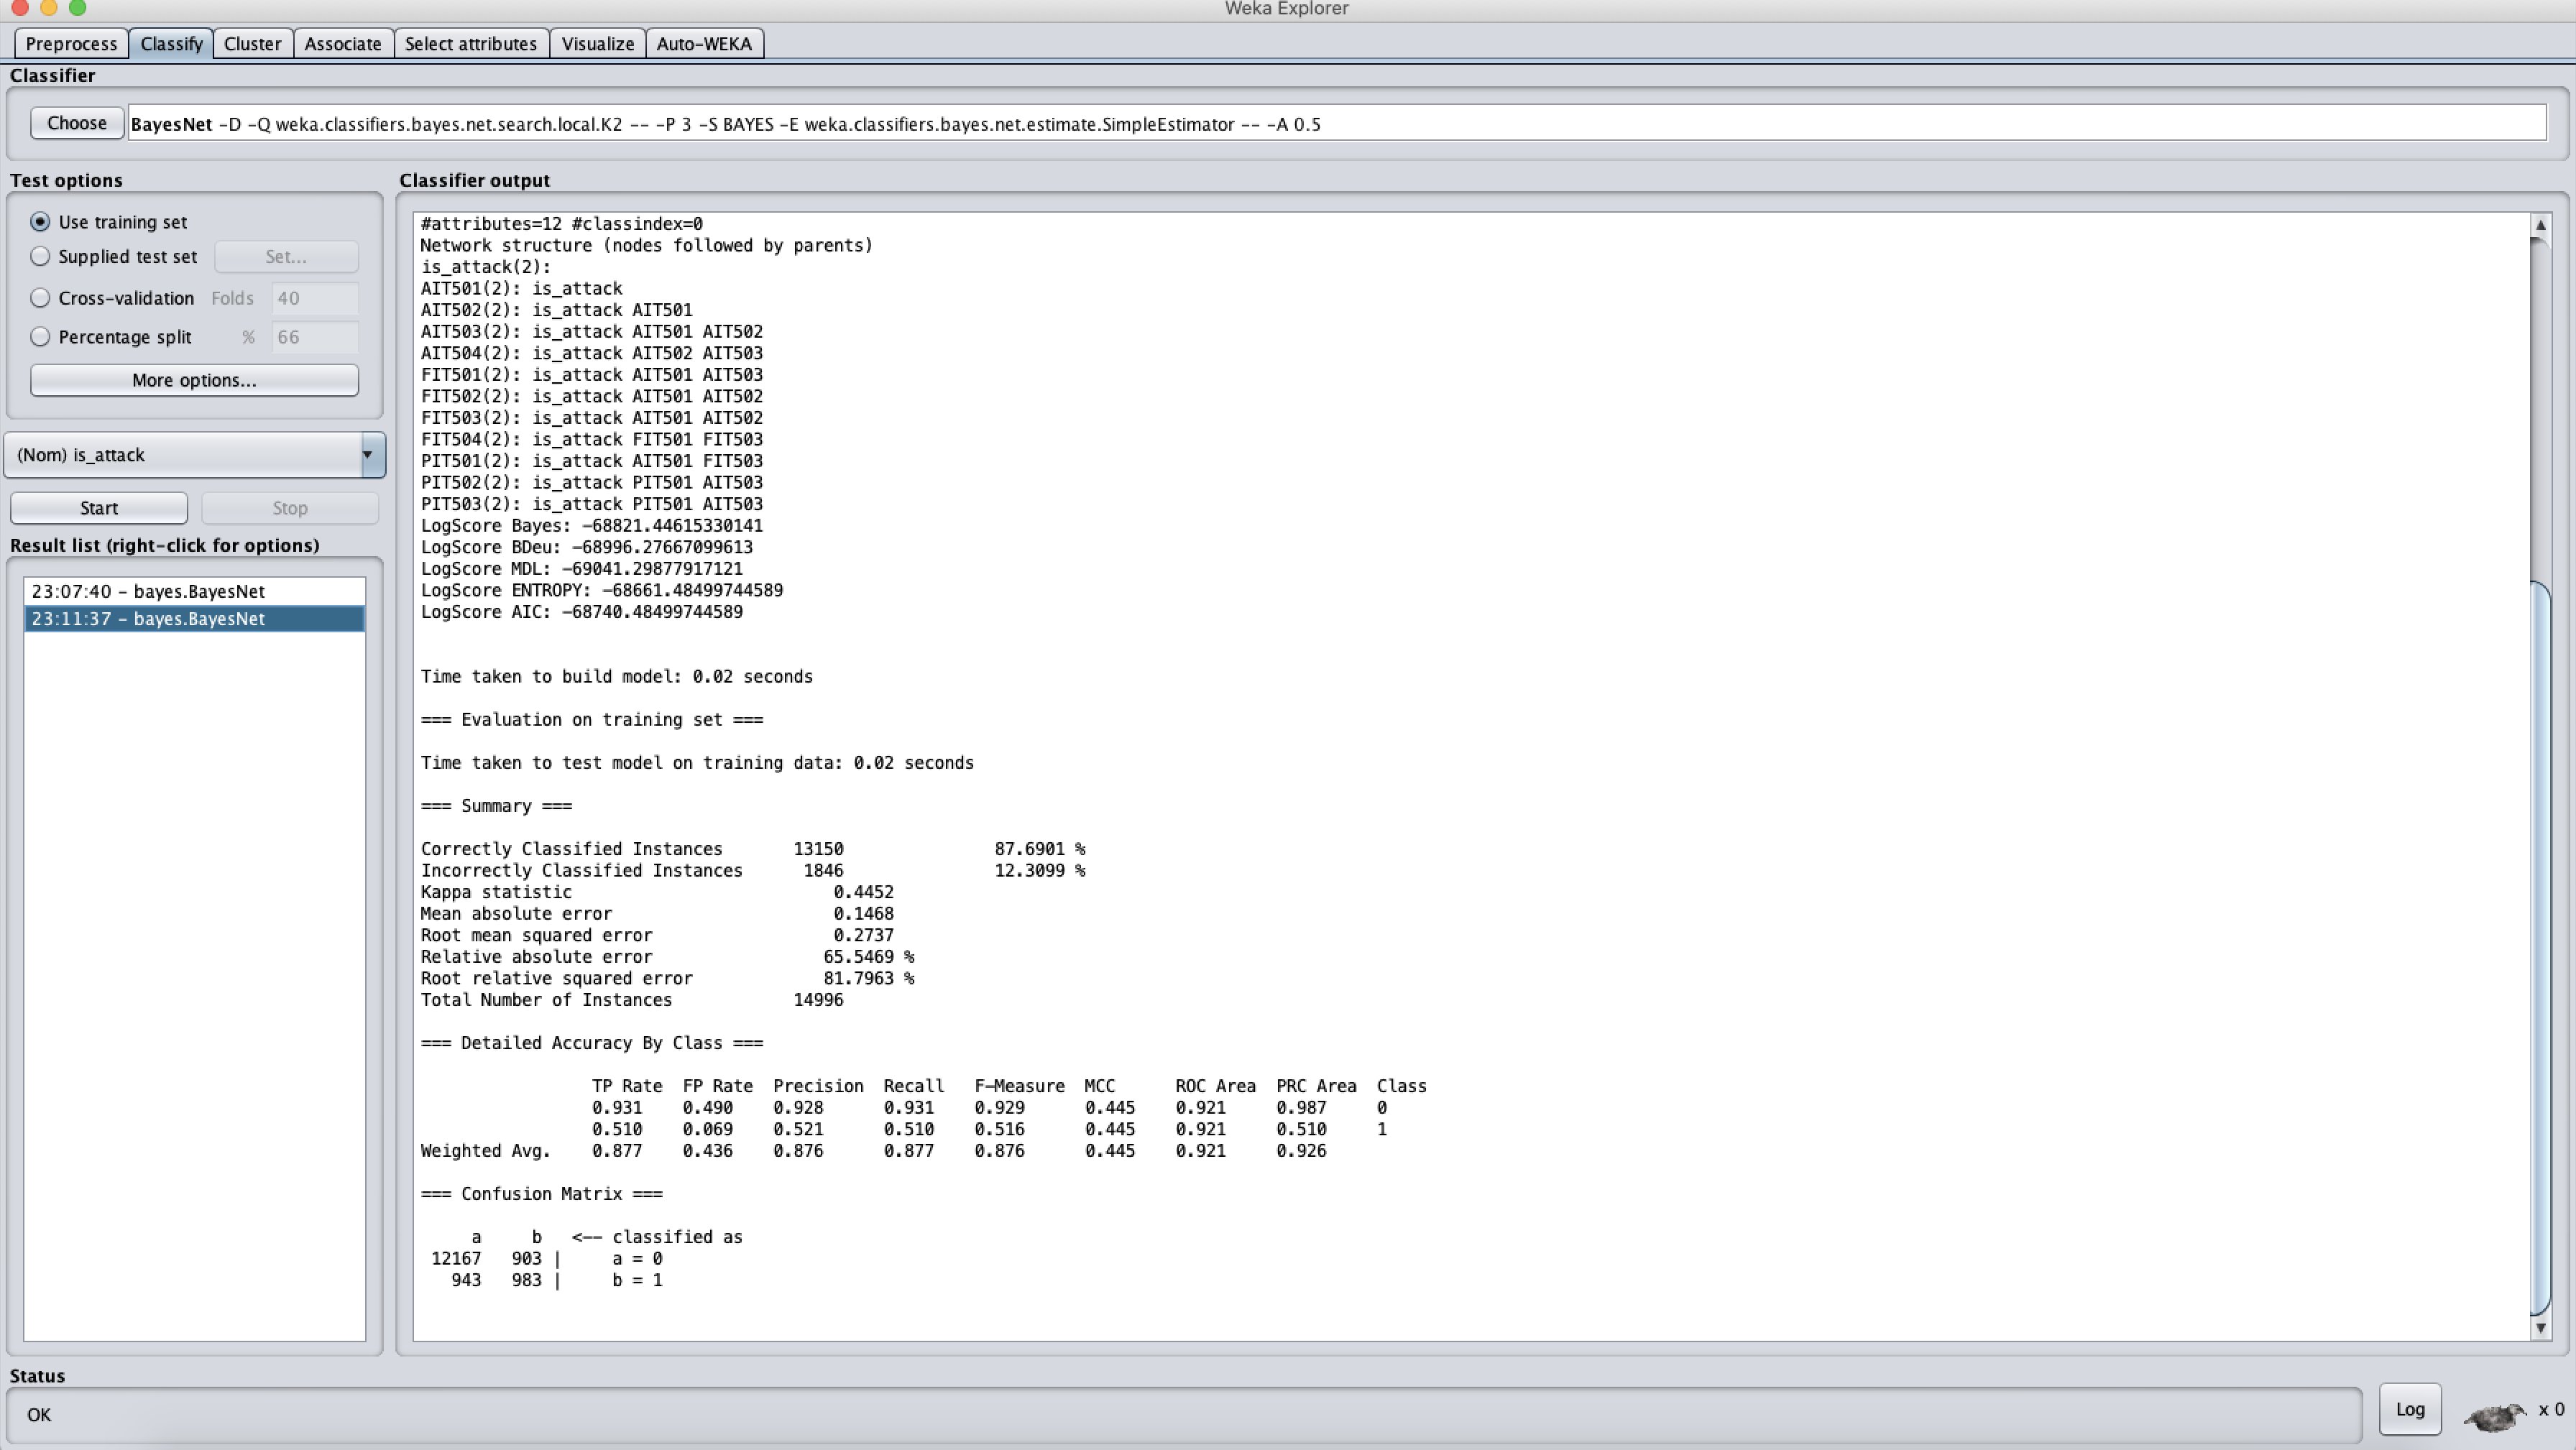 Weka Explorer
Preprocess Classify Cluster Associate Select attributes Visualize Auto-WEKA
Classifier
Choose BayesNet -D -Q weka.classifiers.bayes.net.search.local.K2 -- -P 3 -S BAYES -E weka.classifiers.bayes.net.estimate.SimpleEstimator -- -A 0.5
Test options
Use training set
Supplied test set Set...
Cross-validation Folds 40
Percentage split % 66
More options...
(Nom) is_attack
Start Stop
Result list (right-click for options)
23:07:40 - bayes.BayesNet
23:11:37 - bayes.BayesNet
Classifier output
#attributes=12 #classindex=0
Network structure (nodes followed by parents)
is_attack(2):
AIT501(2): is_attack
AIT502(2): is_attack AIT501
AIT503(2): is_attack AIT501 AIT502
AIT504(2): is_attack AIT502 AIT503
FIT501(2): is_attack AIT501 AIT503
FIT502(2): is_attack AIT501 AIT502
FIT503(2): is_attack AIT501 AIT502
FIT504(2): is_attack FIT501 FIT503
PIT501(2): is_attack AIT501 FIT503
PIT502(2): is_attack PIT501 AIT503
PIT503(2): is_attack PIT501 AIT503
LogScore Bayes: -68821.44615330141
LogScore BDeu: -68996.27667099613
LogScore MDL: -69041.29877917121
LogScore ENTROPY: -68661.48499744589
LogScore AIC: -68740.48499744589
Time taken to build model: 0.02 seconds
=== Evaluation on training set ===
Time taken to test model on training data: 0.02 seconds
=== Summary ===
Correctly Classified Instances 13150 87.6901 %
Incorrectly Classified Instances 1846 12.3099 %
Kappa statistic 0.4452
Mean absolute error 0.1468
Root mean squared error 0.2737
Relative absolute error 65.5469 %
Root relative squared error 81.7963 %
Total Number of Instances 14996
=== Detailed Accuracy By Class ===
TP Rate FP Rate Precision Recall F-Measure MCC ROC Area PRC Area Class
0.931 0.490 0.928 0.931 0.929 0.445 0.921 0.987 0
0.510 0.069 0.521 0.510 0.516 0.445 0.921 0.510 1
Weighted Avg. 0.877 0.436 0.876 0.877 0.876 0.445 0.921 0.926
=== Confusion Matrix ===
a b <-- classified as
12167 903 | a = 0
943 983 | b = 1
Status
OK
Log x 0